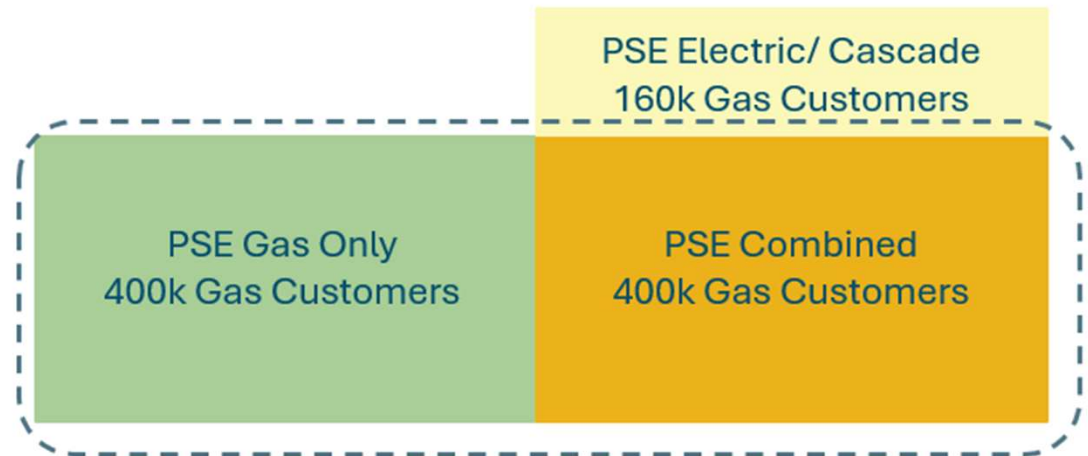 PSE Electric/ Cascade
160k Gas Customers
PSE Gas Only
400k Gas Customers
PSE Combined
400k Gas Customers